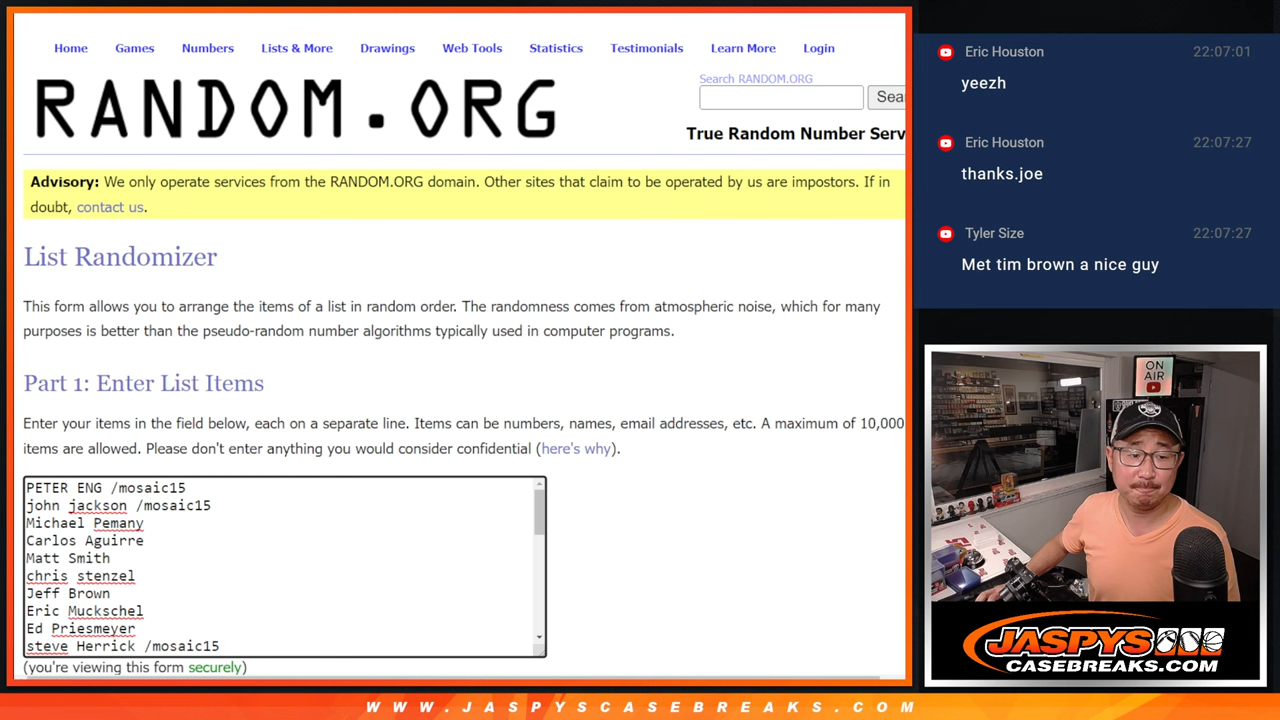 Home Games Numbers Lists & More Drawings Web Tools Statistics Testimonials Learn More Login
RANDOM.ORG
Search RANDOM.ORG
Sea
True Random Number Serv
Advisory: We only operate services from the RANDOM.ORG domain. Other sites that claim to be operated by us are impostors. If in
doubt, contact us.
List Randomizer
This form allows you to arrange the items of a list in random order. The randomness comes from atmospheric noise, which for many
purposes is better than the pseudo-random number algorithms typically used in computer programs.
Part 1: Enter List Items
Enter your items in the field below, each on a separate line. Items can be numbers, names, email addresses, etc. A maximum of 10,000
items are allowed. Please don't enter anything you would consider confidential (here's why).
PETER ENG /mosaic15
john jackson /mosaic15
Michael Pemany
Carlos Aguirre
Matt Smith
chris stenzel
Jeff Brown
Eric Muckschel
Ed Priesmeyer
steve Herrick /mosaic15
(you're viewing this form securely)
Eric Houston 22:07:01
yeezh
Eric Houston 22:07:27
thanks.joe
Tyler Size 22:07:27
Met tim brown a nice guy
ON
AIR
JASPYS
CASEBREAKS.COM
WWW.JASPYSCASEBREAKS.COM